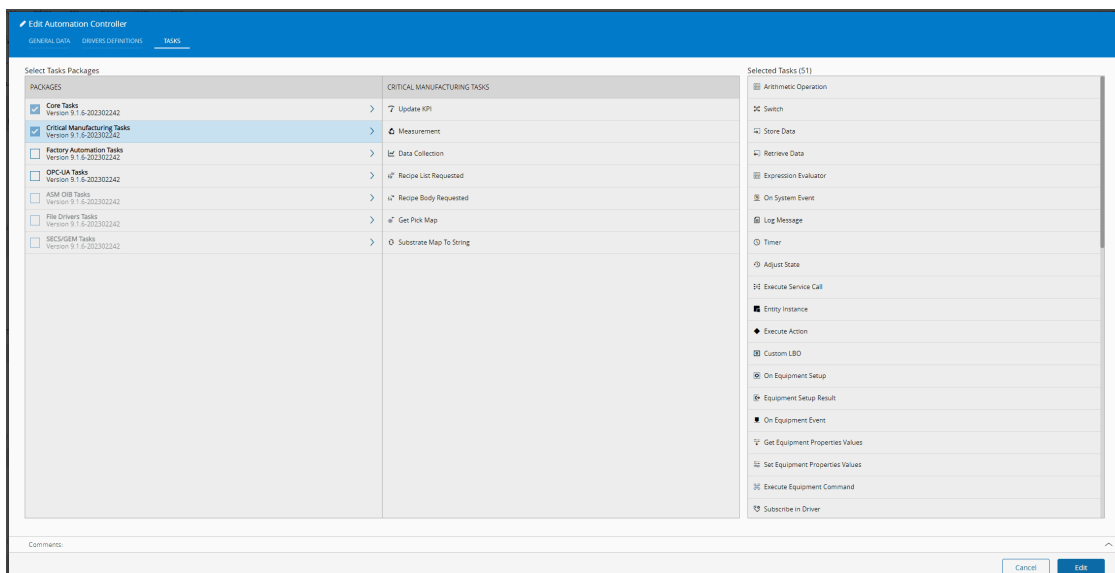 Edit Automation Controller
GENERAL DATA DRIVERS DEFINITIONS TASKS
Select Tasks Packages
PACKAGES
Core Tasks
Version 9.1.6-202302242
Critical Manufacturing Tasks
Version 9.1.6-202302242
Factory Automation Tasks
Version 9.1.6-202302242
OPC-UA Tasks
Version 9.1.6-202302242
ASM OIB Tasks
Version 9.1.6-202302242
File Drivers Tasks
Version 9.1.6-202302242
SECS/GEM Tasks
Version 9.1.6-202302242
CRITICAL MANUFACTURING TASKS
Update KPI
Measurement
Data Collection
Recipe List Requested
Recipe Body Requested
Get Pick Map
Substrate Map To String
Selected Tasks (51)
Arithmetic Operation
Switch
Store Data
Retrieve Data
Expression Evaluator
On System Event
Log Message
Timer
Adjust State
Execute Service Call
Entity Instance
Execute Action
Custom LBO
On Equipment Setup
Equipment Setup Result
On Equipment Event
Get Equipment Properties Values
Set Equipment Properties Values
Execute Equipment Command
Subscribe in Driver
Comments:
Cancel Edit